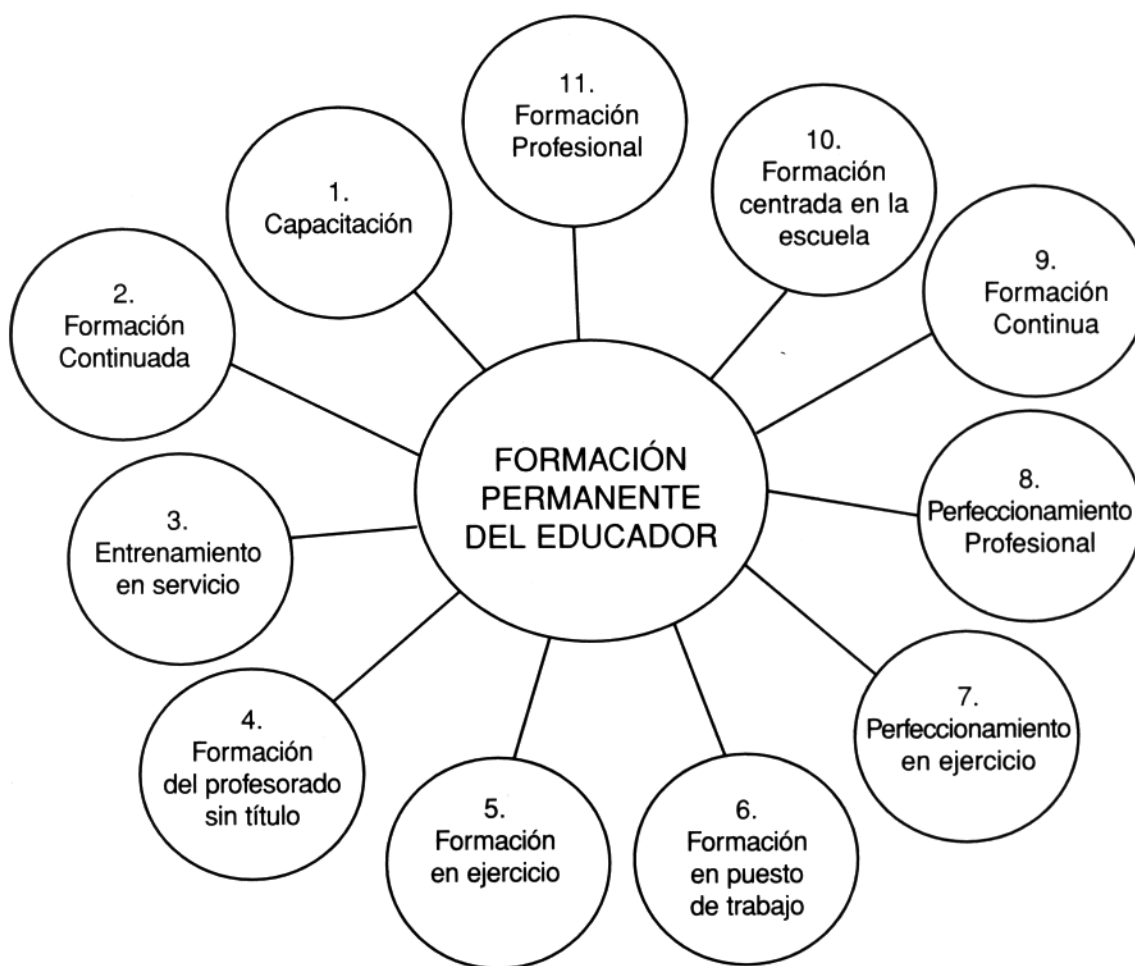 11.
Formación
Profesional
10.
Formación
centrada en la
escuela
1.
Capacitación
9.
Formación
Continua
2.
Formación
Continuada
FORMACIÓN
PERMANENTE
DEL EDUCADOR
8.
Perfeccionamiento
Profesional
3.
Entrenamiento
en servicio
7.
Perfeccionamiento
en ejercicio
4.
Formación
del profesorado
sin título
5.
Formación
en ejercicio
6.
Formación
en puesto
de trabajo